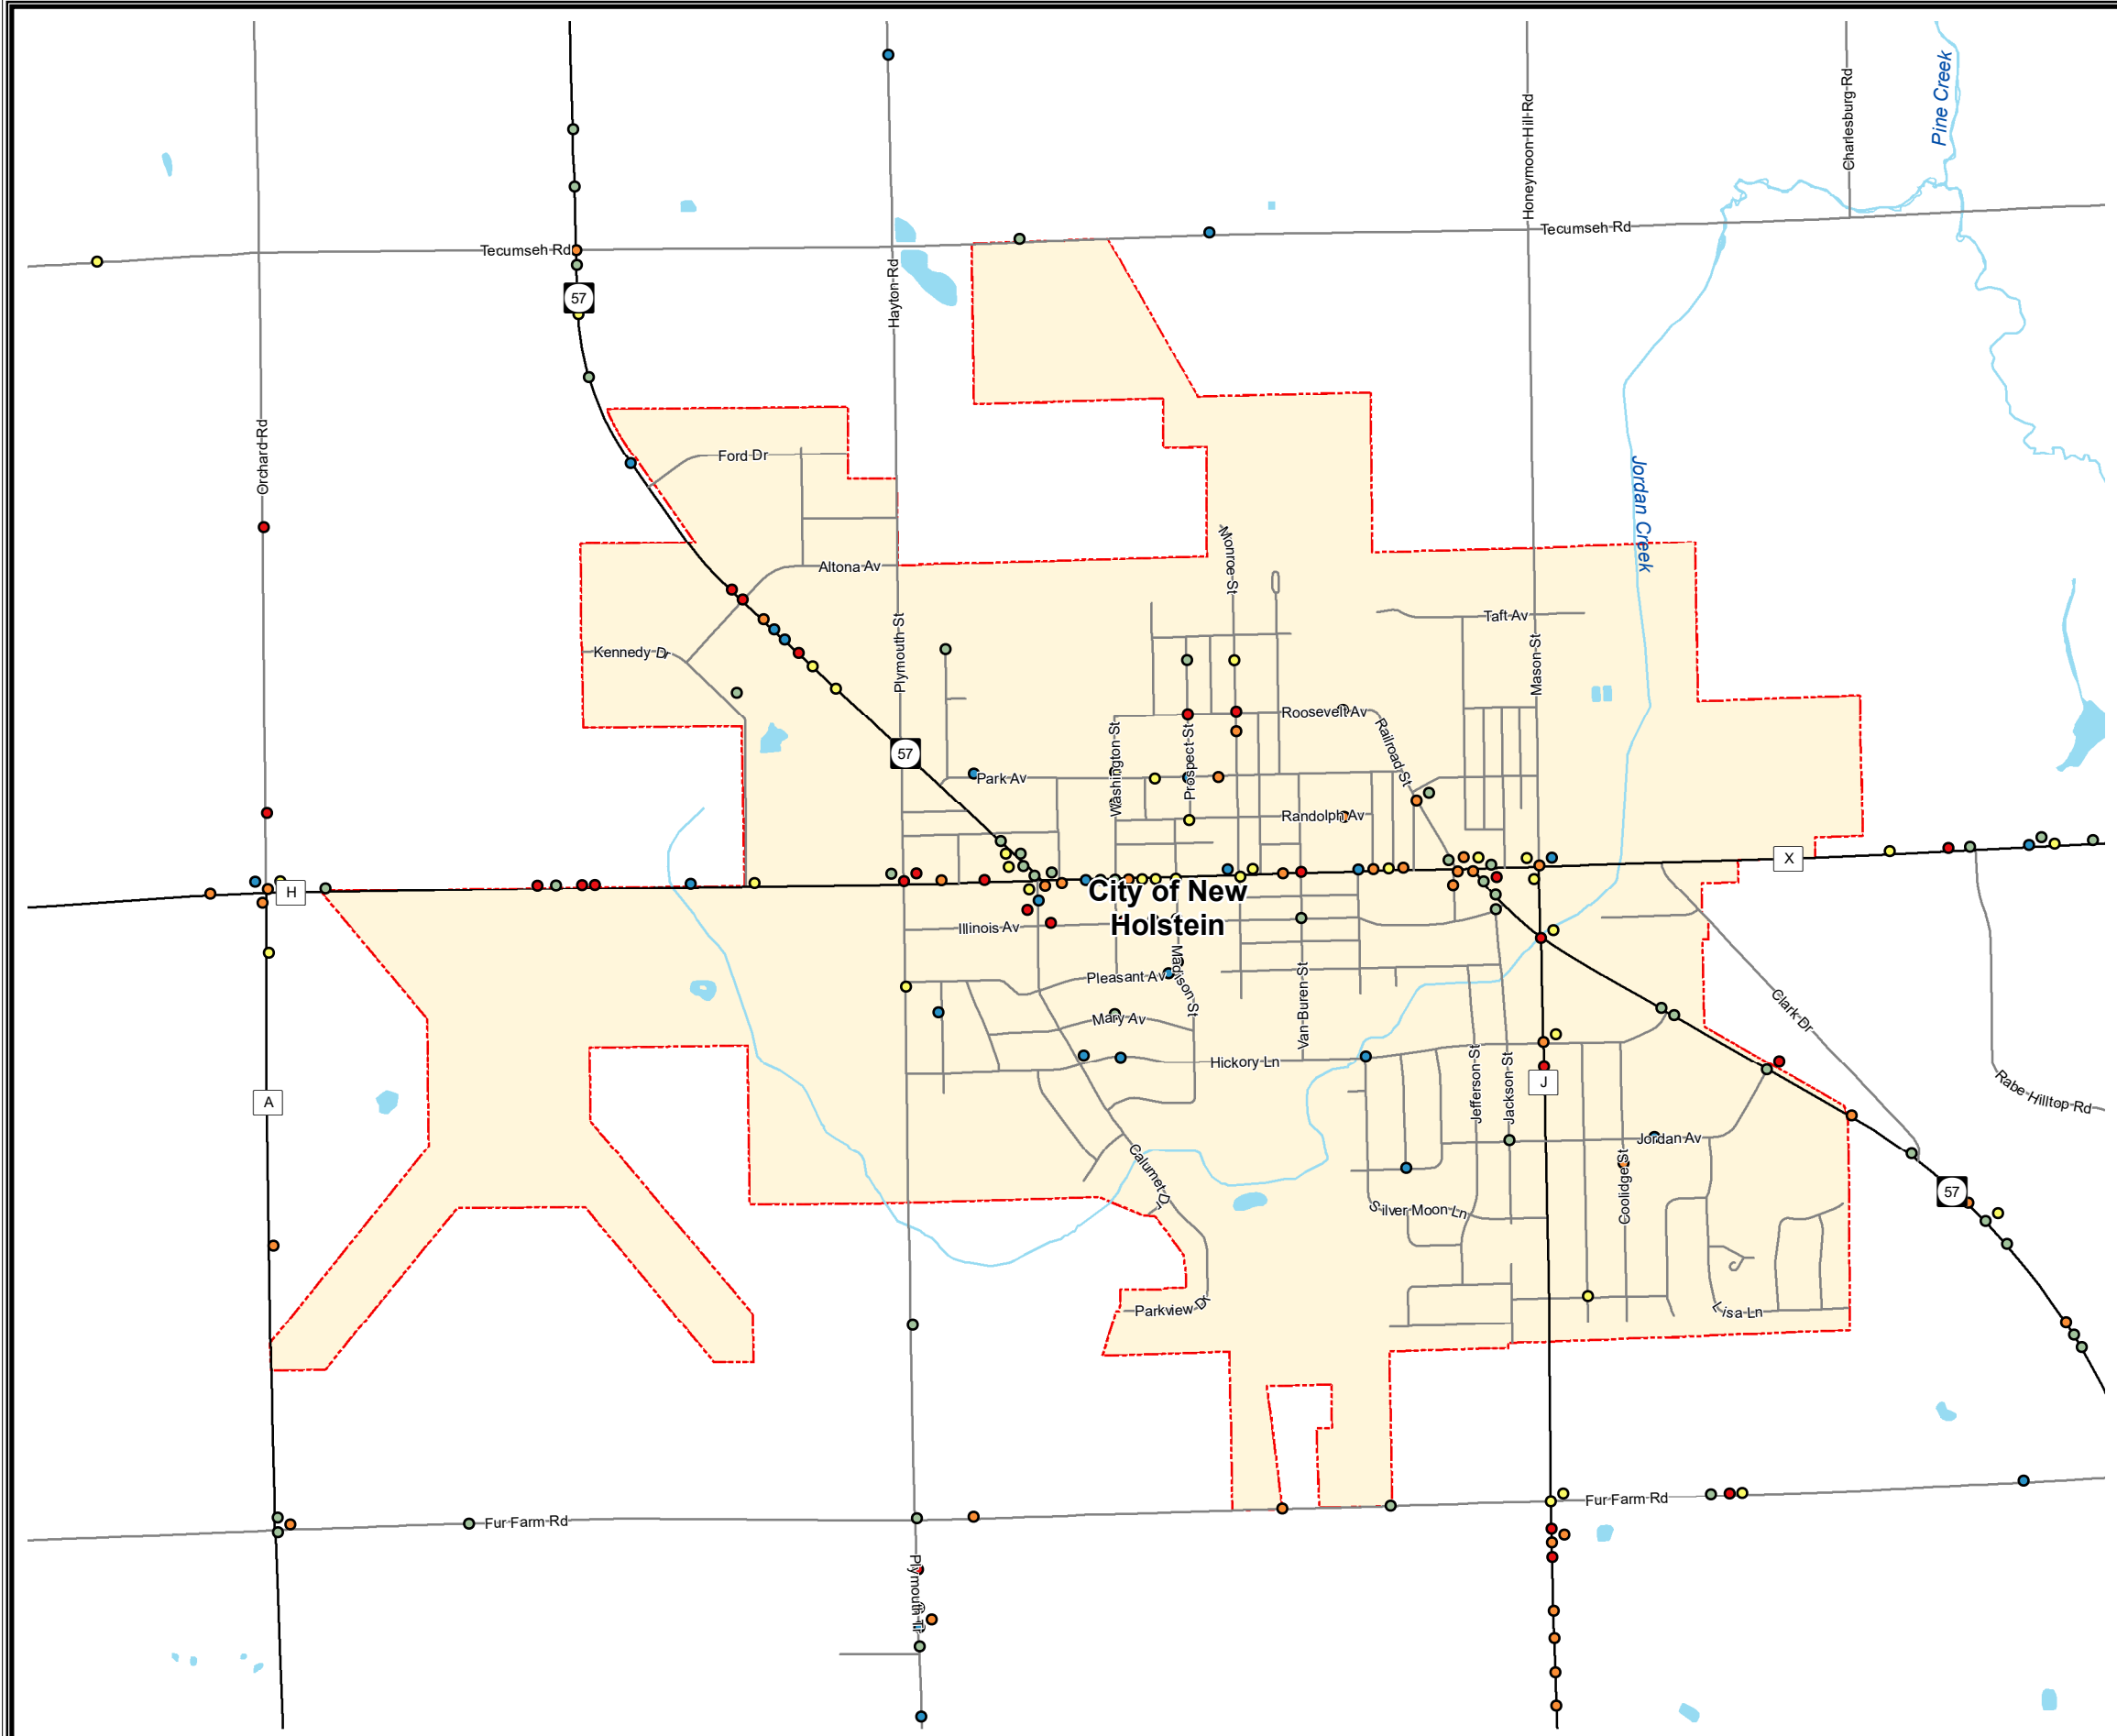 Pine Creek
Charlesburg Rd
Honeymoon Hill Rd
Tecumseh Rd
Tecumseh Rd
57
Hayton Rd
Orchard Rd
Ford Dr
Jordan Creek
Monroe St
Altona Av
Taft Av
Kennedy Dr
Plymouth St
Mason St
Roosevelt Av
Railroad St
57
Washington St
Prospect St
Park Av
Randolph Av
X
H
City of New
Holstein
Illinois Av
Madison St
Pleasant Av
Van Buren St
Mary Av
Clark Dr
Hickory Ln
Jefferson St
Jackson St
J
A
Rabe Hilltop Rd
Jordan Av
Calumet Dr
Coolidge St
57
Silver Moon Ln
Parkview Dr
Lisa Ln
Fur Farm Rd
Fur Farm Rd
Plymouth Tr